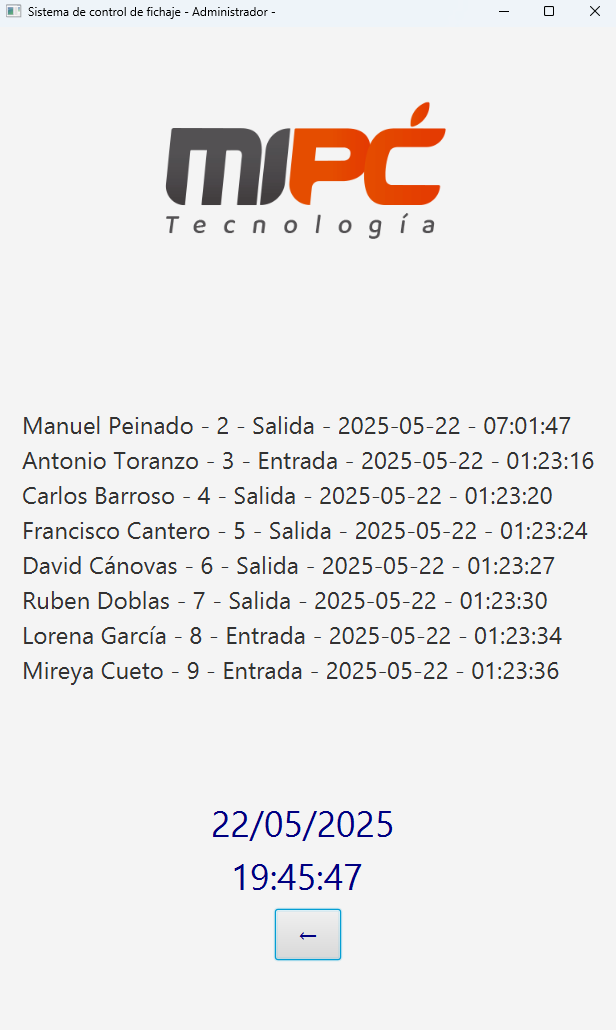 Sistema de control de fichaje - Administrador -
MIPC
Tecnología
Manuel Peinado - 2 - Salida - 2025-05-22 - 07:01:47
Antonio Toranzo - 3 - Entrada - 2025-05-22 - 01:23:16
Carlos Barroso - 4 - Salida - 2025-05-22 - 01:23:20
Francisco Cantero - 5 - Salida - 2025-05-22 - 01:23:24
David Cánovas - 6 - Salida - 2025-05-22 - 01:23:27
Ruben Doblas - 7 - Salida - 2025-05-22 - 01:23:30
Lorena García - 8 - Entrada - 2025-05-22 - 01:23:34
Mireya Cueto - 9 - Entrada - 2025-05-22 - 01:23:36
22/05/2025
19:45:47
←